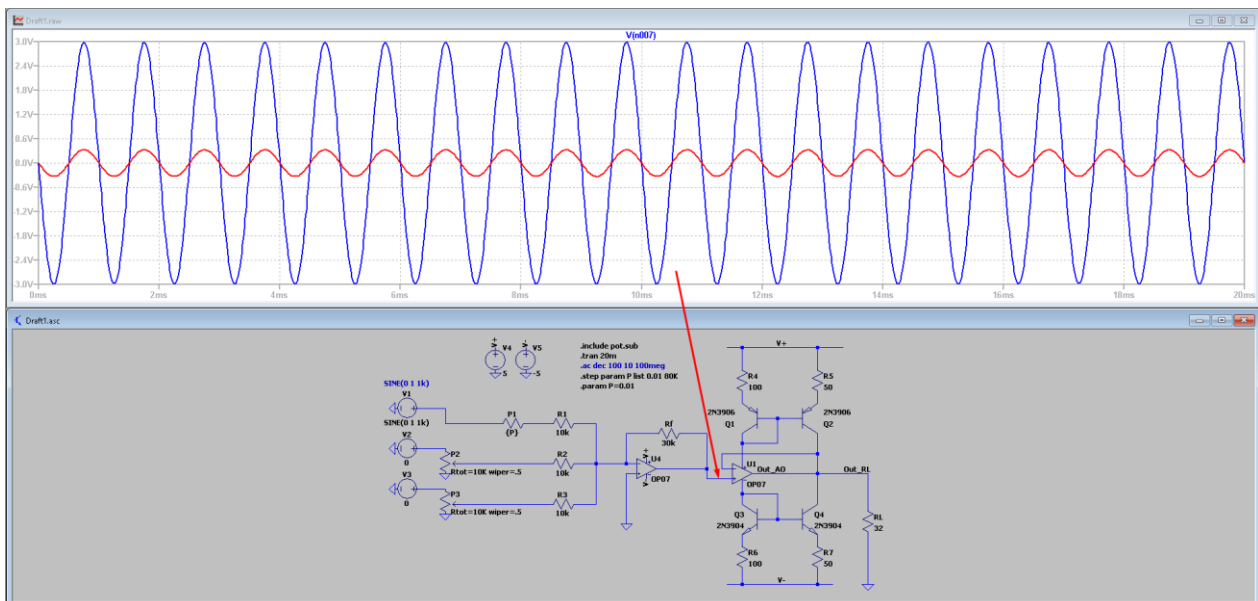 Draft1.raw
V(n007)
3.0V
2.4V
1.8V
1.2V
0.6V
0.0V
-0.6V
-1.2V
-1.8V
-2.4V
-3.0V
0ms 2ms 4ms 6ms 8ms 10ms 12ms 14ms 16ms 18ms 20ms
Draft1.asc
V+ V4 5
V- V5 -5
.include pot.sub
.tran 20m
.ac dec 100 10 100meg
.step param P list 0.01 80K
.param P=0.01
SINE(0 1 1k)
V1
SINE(0 1 1k)
V2
0
V3
0
P1
{P}
R1
10k
P2
Rtot=10K wiper=.5
R2
10k
P3
Rtot=10K wiper=.5
R3
10k
Rf
30k
V+
U4
OP07
V-
V+
R4
100
R5
50
2N3906
Q1
2N3906
Q2
U1
OP07
Out_AO
Out_RL
Q3
2N3904
Q4
2N3904
R6
100
R7
50
RL
32
V-